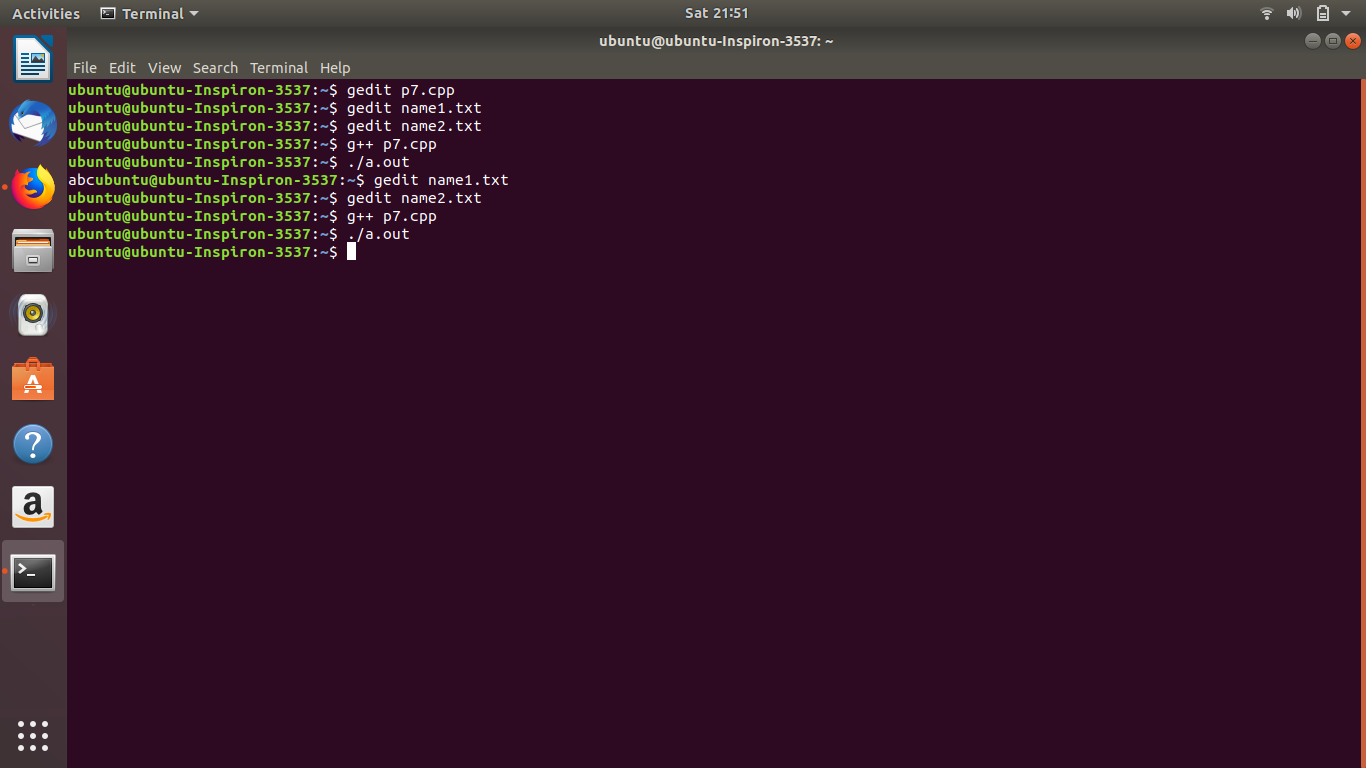 Activities Terminal Sat 21:51
ubuntu@ubuntu-Inspiron-3537: ~
File Edit View Search Terminal Help
ubuntu@ubuntu-Inspiron-3537:~$ gedit p7.cpp
ubuntu@ubuntu-Inspiron-3537:~$ gedit name1.txt
ubuntu@ubuntu-Inspiron-3537:~$ gedit name2.txt
ubuntu@ubuntu-Inspiron-3537:~$ g++ p7.cpp
ubuntu@ubuntu-Inspiron-3537:~$ ./a.out
abcubuntu@ubuntu-Inspiron-3537:~$ gedit name1.txt
ubuntu@ubuntu-Inspiron-3537:~$ gedit name2.txt
ubuntu@ubuntu-Inspiron-3537:~$ g++ p7.cpp
ubuntu@ubuntu-Inspiron-3537:~$ ./a.out
ubuntu@ubuntu-Inspiron-3537:~$